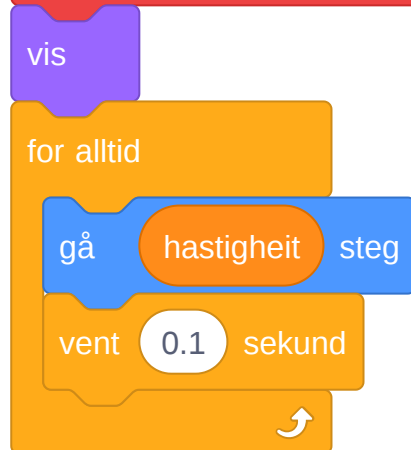 vis
for alltid
gå hastigheit steg
vent 0.1 sekund